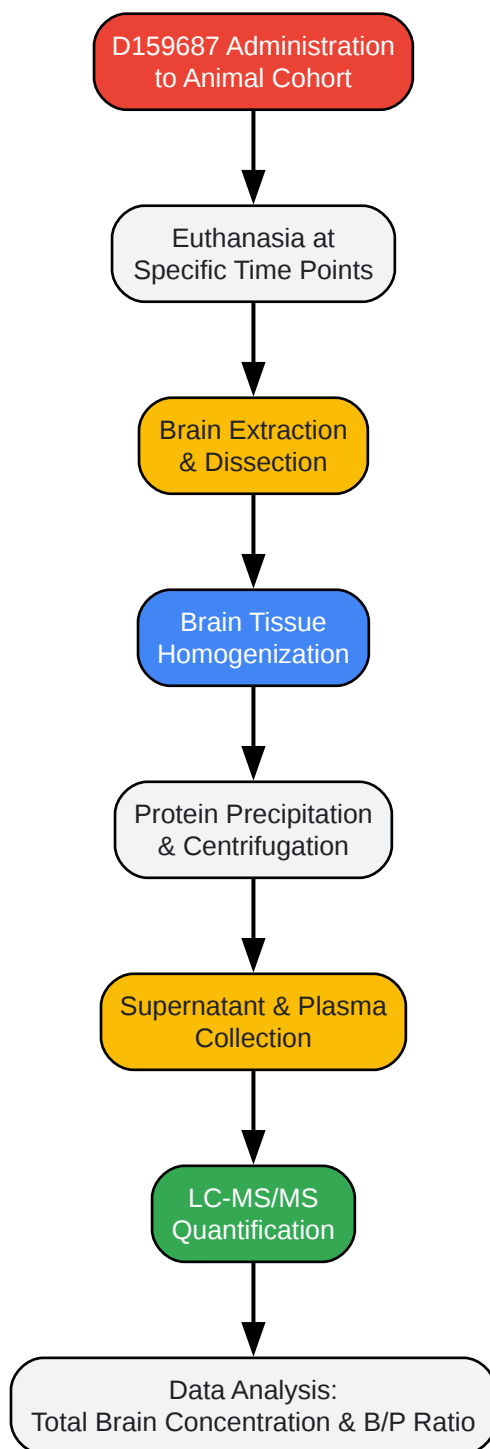 D159687 Administration
to Animal Cohort
Euthanasia at
Specific Time Points
Brain Extraction
& Dissection
Brain Tissue
Homogenization
Protein Precipitation
& Centrifugation
Supernatant & Plasma
Collection
LC-MS/MS
Quantification
Data Analysis:
Total Brain Concentration & B/P Ratio